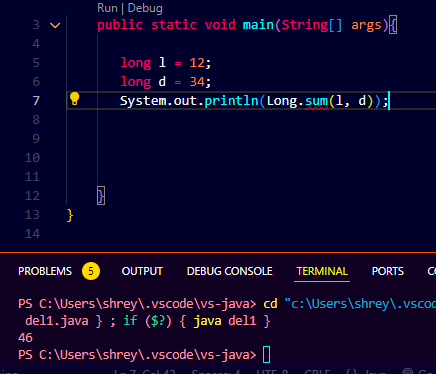 Run | Debug
3 public static void main(String[] args){
4
5 long l = 12;
6 long d = 34;
7 System.out.println(Long.sum(l, d));
8
9
10
11
12 }
13 }
14
PROBLEMS 5 OUTPUT DEBUG CONSOLE TERMINAL PORTS
PS C:\Users\shrey\.vscode\vs-java> cd "c:\Users\shrey\.vscod
del1.java } ; if ($?) { java del1 }
46
PS C:\Users\shrey\.vscode\vs-java>